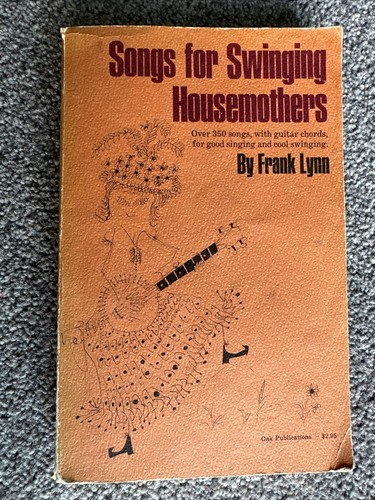 Songs for Swinging
Housemothers
Over 350 songs, with guitar chords,
for good singing and cool swinging.
By Frank Lynn
Oak Publications $2.95